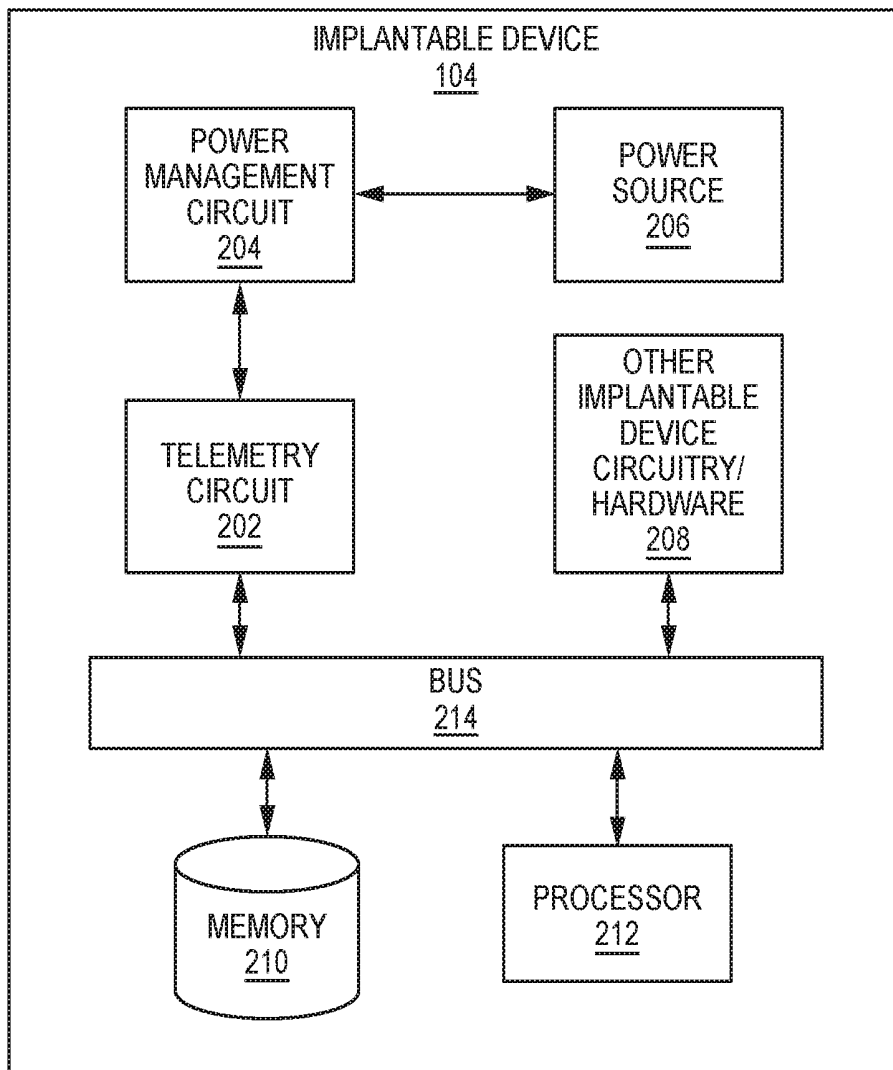 IMPLANTABLE DEVICE
104
POWER
MANAGEMENT
CIRCUIT
204
POWER
SOURCE
206
TELEMETRY
CIRCUIT
202
OTHER
IMPLANTABLE
DEVICE
CIRCUITRY/
HARDWARE
208
BUS
214
MEMORY
210
PROCESSOR
212